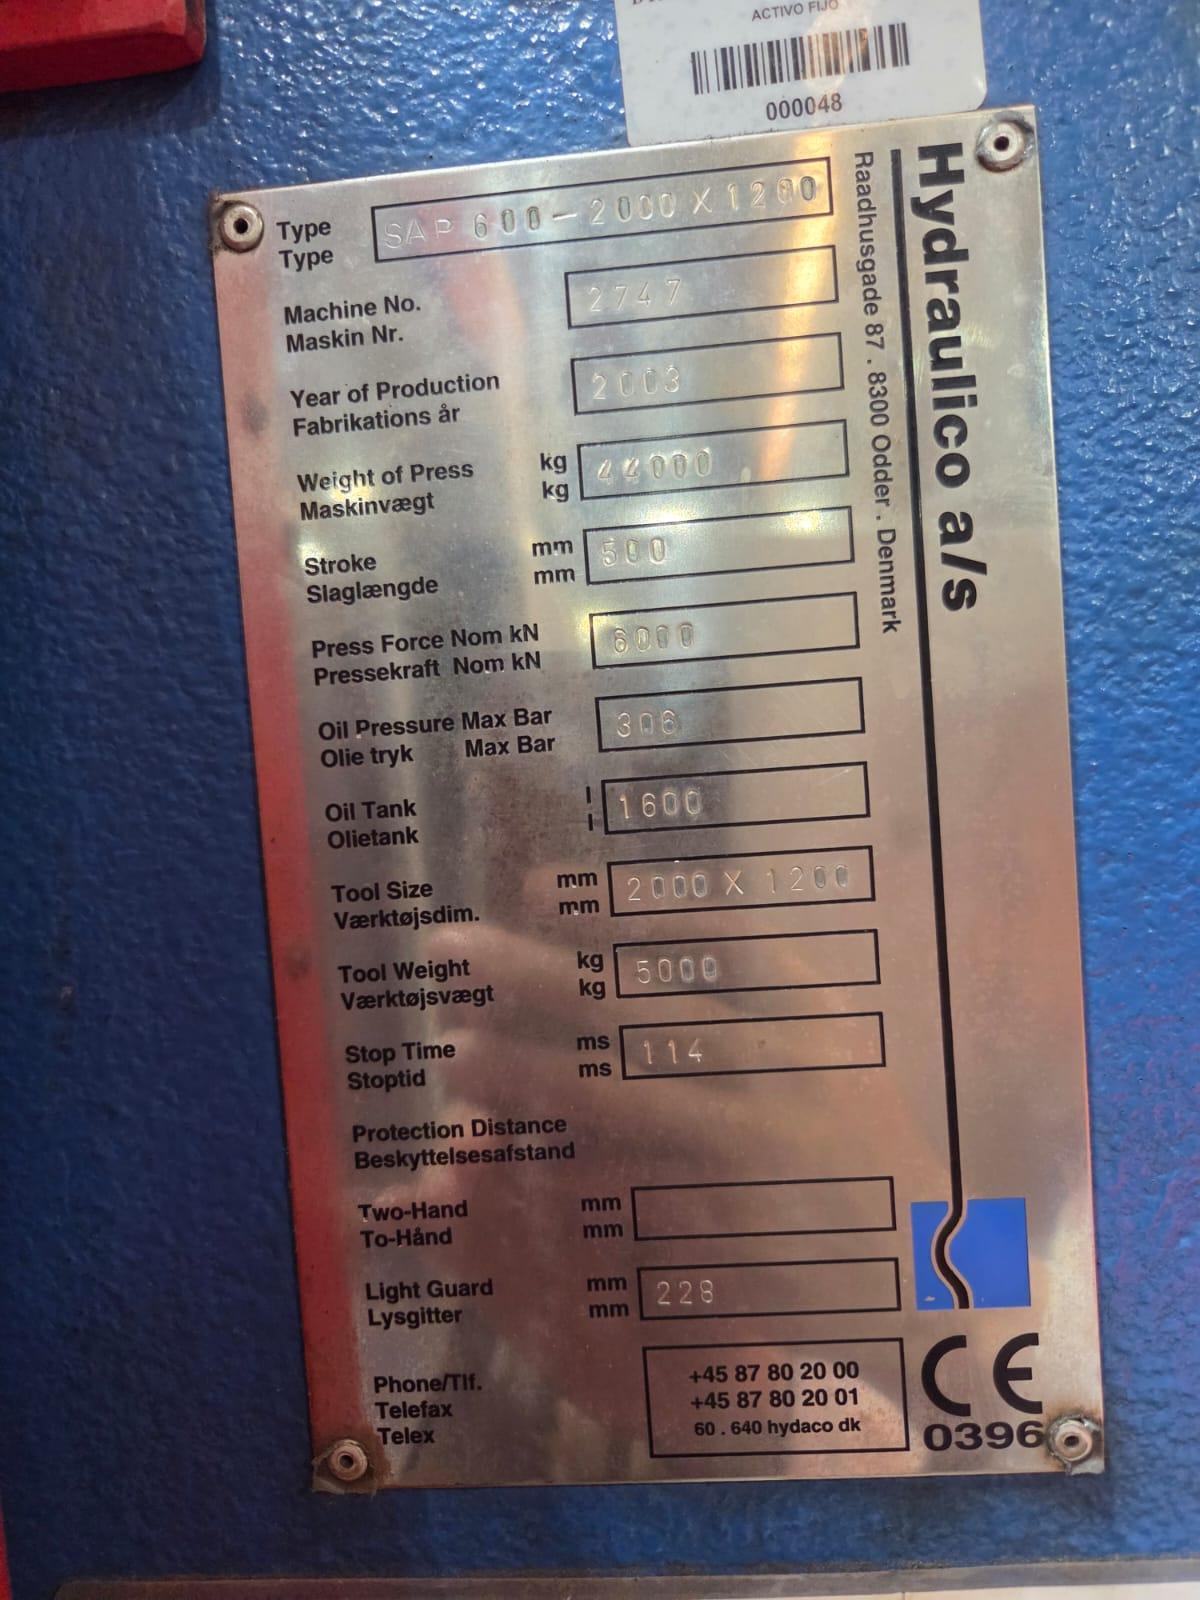 ACTIVO FIJO
000048
Hydraulico a/s
Raadhusgade 87 . 8300 Odder . Denmark
Type
Type
SAP 600-2000 X 1200
Machine No.
Maskin Nr.
2747
Year of Production
Fabrikations år
2003
Weight of Press kg
Maskinvægt kg
44000
Stroke mm
Slaglængde mm
500
Press Force Nom kN
Pressekraft Nom kN
6000
Oil Pressure Max Bar
Olie tryk Max Bar
306
Oil Tank l
Olietank l
1600
Tool Size mm
Værktøjsdim. mm
2000 X 1200
Tool Weight kg
Værktøjsvægt kg
5000
Stop Time ms
Stoptid ms
114
Protection Distance
Beskyttelsesafstand
Two-Hand mm
To-Hånd mm
Light Guard mm
Lysgitter mm
228
Phone/Tlf. +45 87 80 20 00
Telefax +45 87 80 20 01
Telex 60 . 640 hydaco dk
CE
0396